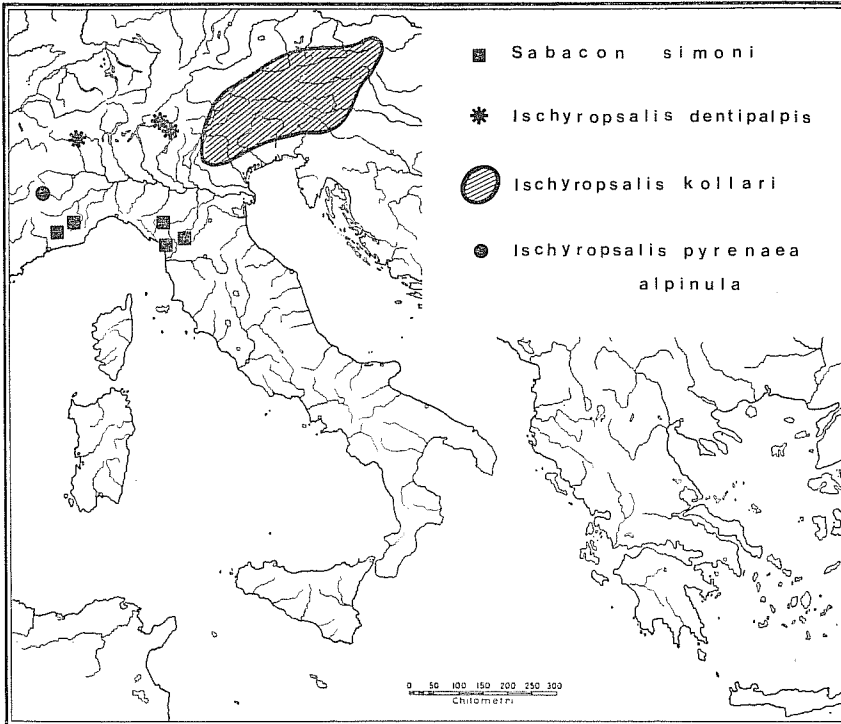 Sabacon simoni
Ischyropsalis dentipalpis
Ischyropsalis kollari
Ischyropsalis pyrenaea
alpinula
0 50 100 150 200 250 300
Chilometri